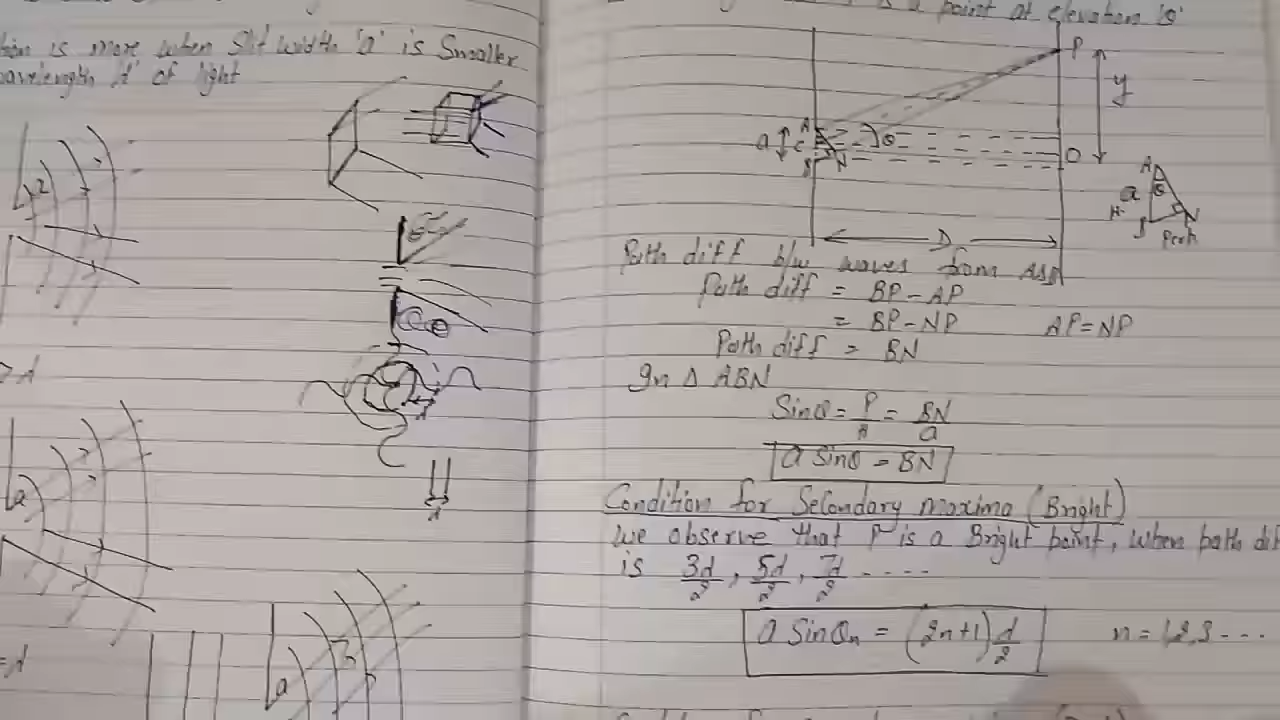 is a point at elevation 'θ'
is more when Slit width 'a' is Smaller
wavelength 'λ' of light
P
y
A
a
C
θ
B
N
O
D
A
a
θ
N
Path diff b/w waves from A&B
Path diff = BP - AP
= BP - NP AP = NP
Path diff = BN
In Δ ABN
Sinθ = P/H = BN/a
a Sinθ = BN
Condition for Secondary maxima (Bright)
we observe that P is a Bright point, when path dif
is 3λ/2, 5λ/2, 7λ/2 ----
a Sinθn = (2n+1) λ/2 n = 1,2,3 ---
> λ
a
= λ
a